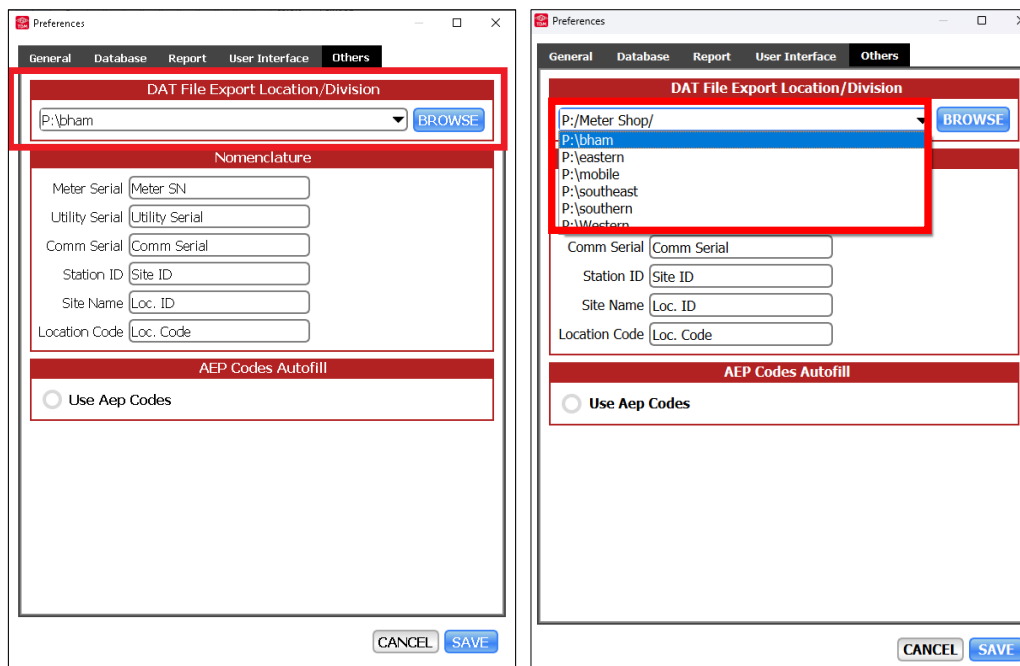 Preferences
General Database Report User Interface Others
DAT File Export Location/Division
P:\bham BROWSE
Nomenclature
Meter Serial Meter SN
Utility Serial Utility Serial
Comm Serial Comm Serial
Station ID Site ID
Site Name Loc. ID
Location Code Loc. Code
AEP Codes Autofill
Use Aep Codes
CANCEL SAVE
Preferences
General Database Report User Interface Others
DAT File Export Location/Division
P:/Meter Shop/ BROWSE
P:\bham
P:\eastern
P:\mobile
P:\southeast
P:\southern
P:\Western
Comm Serial Comm Serial
Station ID Site ID
Site Name Loc. ID
Location Code Loc. Code
AEP Codes Autofill
Use Aep Codes
CANCEL SAVE